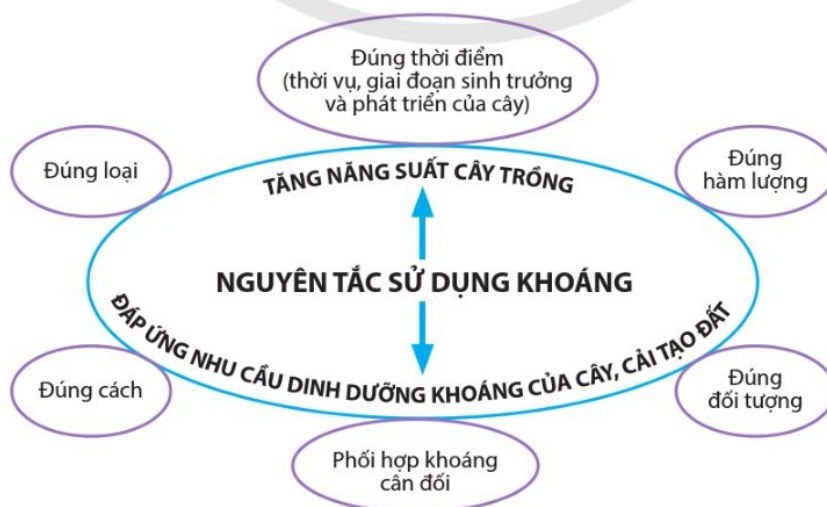 Đúng thời điểm
(thời vụ, giai đoạn sinh trưởng
và phát triển của cây)
Đúng loại
Đúng
hàm lượng
TĂNG NĂNG SUẤT CÂY TRỒNG
NGUYÊN TẮC SỬ DỤNG KHOÁNG
ĐÁP ỨNG NHU CẦU DINH DƯỠNG KHOÁNG CỦA CÂY, CẢI TẠO ĐẤT
Đúng cách
Đúng
đối tượng
Phối hợp khoáng
cân đối